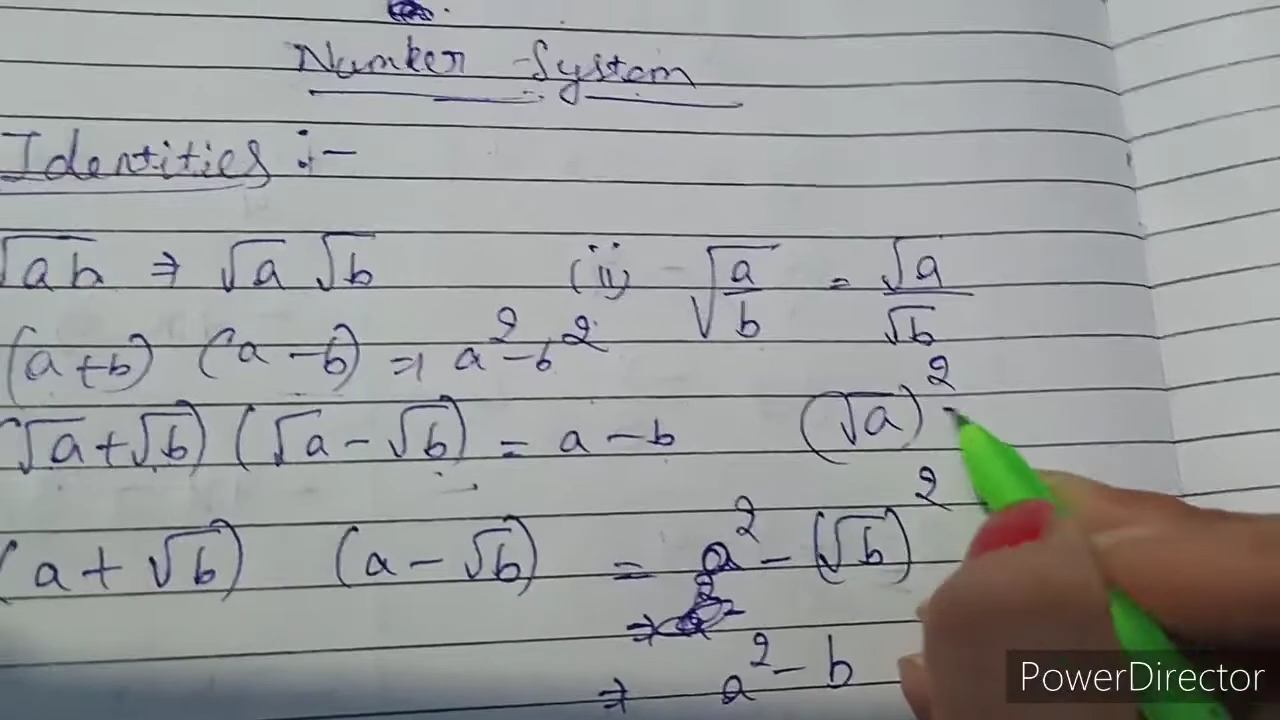 Number System
Identities :-
√ab ⇒ √a √b (ii) √a/b = √a/√b
(a+b) (a-b) ⇒ a²-b²
(√a+√b) (√a-√b) = a-b (√a)²
(a+√b) (a-√b) = a²-(√b)²
⇒
⇒ a²-b
PowerDirector